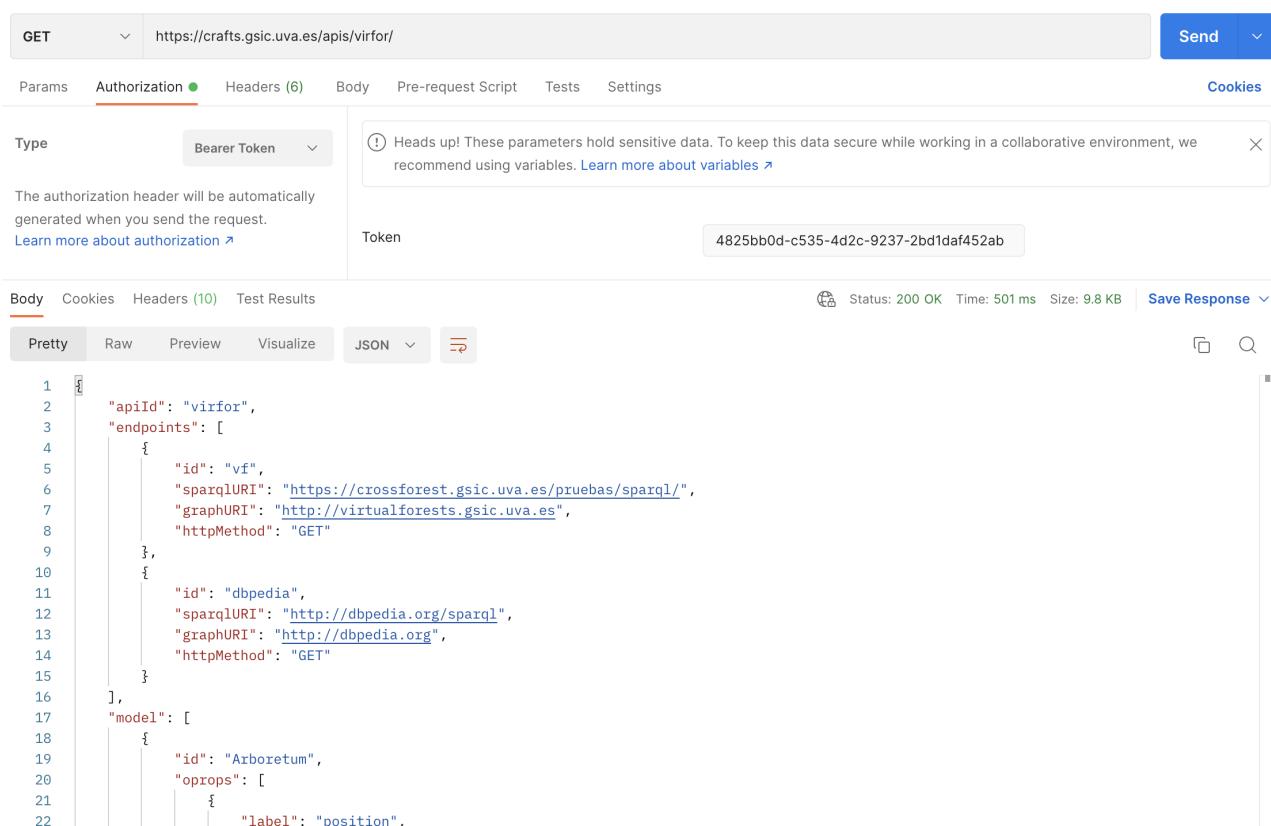 GET https://crafts.gsic.uva.es/apis/virfor/ Send
Params Authorization Headers (6) Body Pre-request Script Tests Settings Cookies
Type Bearer Token
The authorization header will be automatically
generated when you send the request.
Learn more about authorization ↗
Heads up! These parameters hold sensitive data. To keep this data secure while working in a collaborative environment, we
recommend using variables. Learn more about variables ↗
Token 4825bb0d-c535-4d2c-9237-2bd1daf452ab
Body Cookies Headers (10) Test Results Status: 200 OK Time: 501 ms Size: 9.8 KB Save Response
Pretty Raw Preview Visualize JSON
1 {
2 "apiId": "virfor",
3 "endpoints": [
4 {
5 "id": "vf",
6 "sparqlURI": "https://crossforest.gsic.uva.es/pruebas/sparql/",
7 "graphURI": "http://virtualforests.gsic.uva.es",
8 "httpMethod": "GET"
9 },
10 {
11 "id": "dbpedia",
12 "sparqlURI": "http://dbpedia.org/sparql",
13 "graphURI": "http://dbpedia.org",
14 "httpMethod": "GET"
15 }
16 ],
17 "model": [
18 {
19 "id": "Arboretum",
20 "oprops": [
21 {
22 "label": "position",